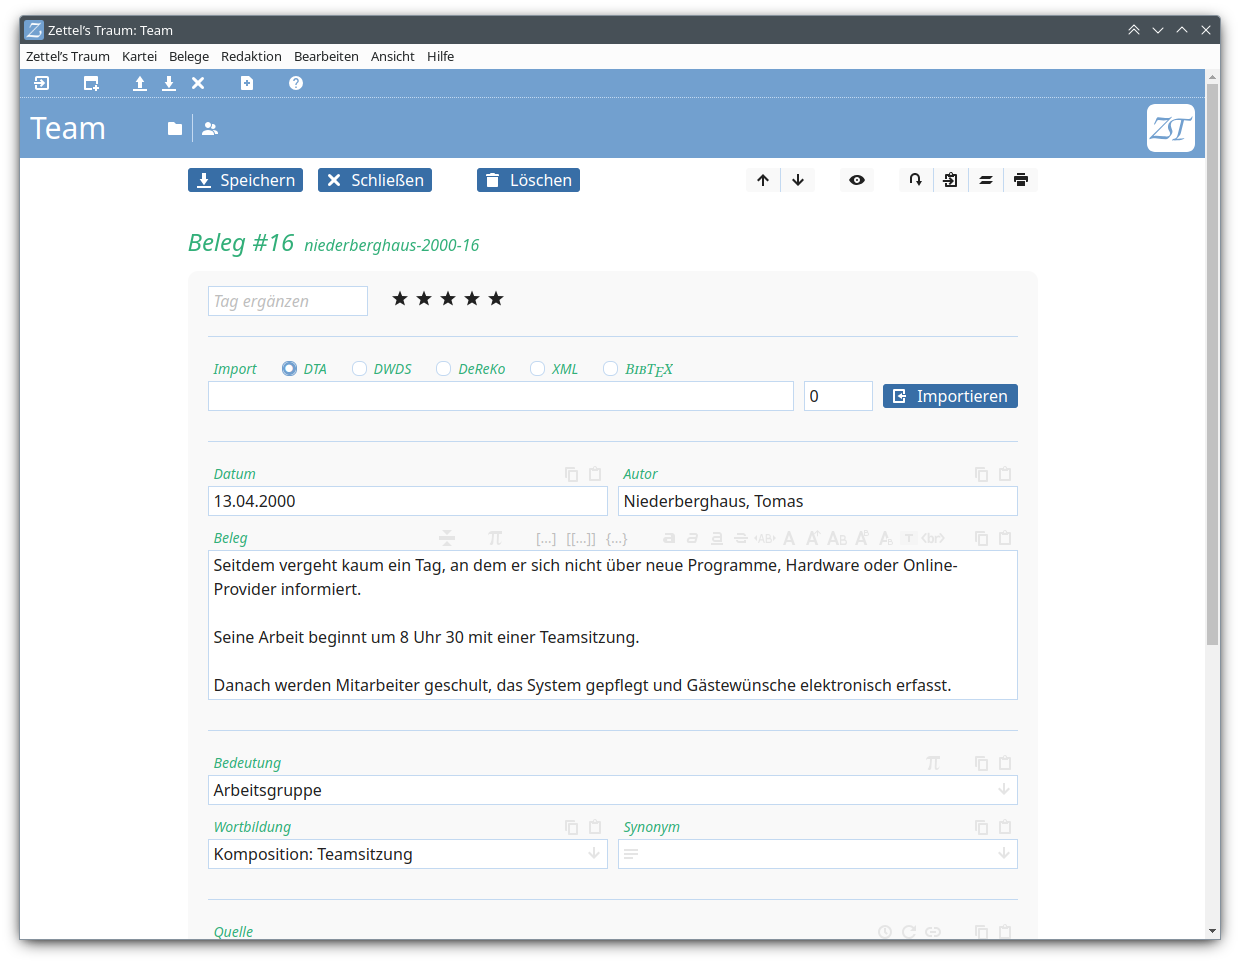 Zettel’s Traum: Team
Zettel’s Traum Kartei Belege Redaktion Bearbeiten Ansicht Hilfe
Team
ZT
Speichern Schließen Löschen
Beleg #16 niederberghaus-2000-16
Tag ergänzen ★ ★ ★ ★ ★
Import DTA DWDS DeReKo XML BIBTEX
0 Importieren
Datum Autor
13.04.2000 Niederberghaus, Tomas
Beleg π […] [[…]] {…} a a a a ‹AB› A A+ AB A A T ‹br›
Seitdem vergeht kaum ein Tag, an dem er sich nicht über neue Programme, Hardware oder Online-
Provider informiert.
Seine Arbeit beginnt um 8 Uhr 30 mit einer Teamsitzung.
Danach werden Mitarbeiter geschult, das System gepflegt und Gästewünsche elektronisch erfasst.
Bedeutung π
Arbeitsgruppe
Wortbildung Synonym
Komposition: Teamsitzung
Quelle